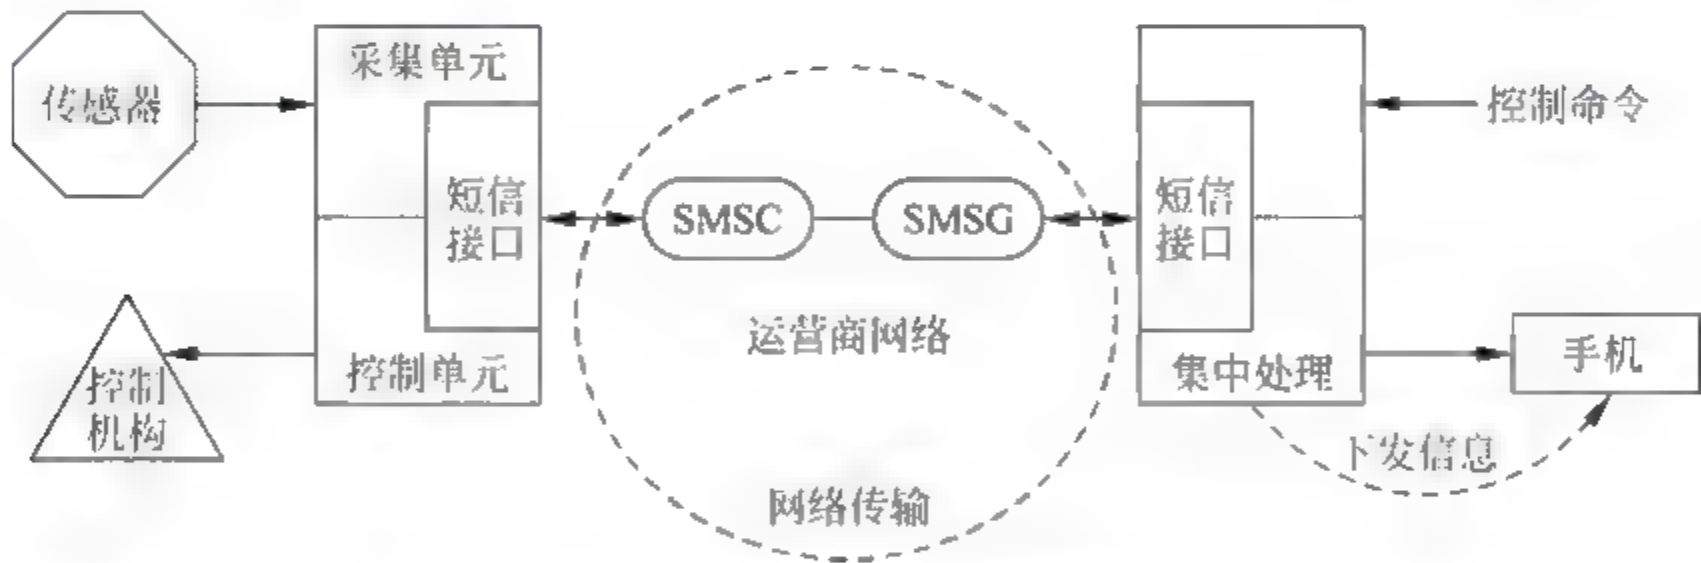 传感器
采集单元
短信
接口
控制单元
控制
机构
SMSC
SMSG
运营商网络
网络传输
短信
接口
集中处理
控制命令
手机
下发信息